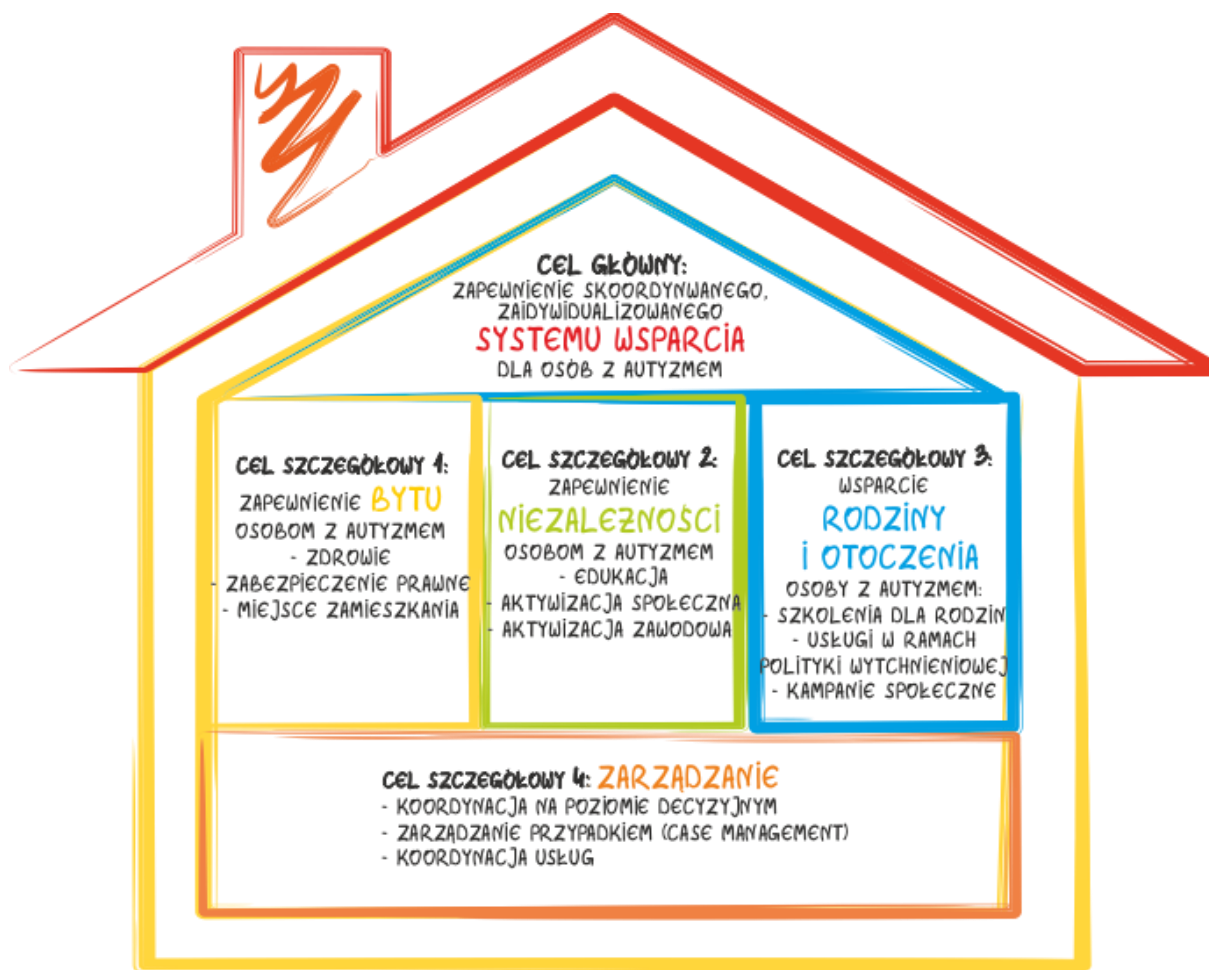 CEL GŁÓWNY:
ZAPEWNIENIE SKOORDYNWANEGO,
ZAIDYWIDUALIZOWANEGO
SYSTEMU WSPARCIA
DLA OSÓB Z AUTYZMEM
CEL SZCZEGÓŁOWY 1:
ZAPEWNIENIE BYTU
OSOBOM Z AUTYZMEM
- ZDROWIE
- ZABEZPIECZENIE PRAWNE
- MIEJSCE ZAMIESZKANIA
CEL SZCZEGÓŁOWY 2:
ZAPEWNIENIE
NIEZALEŻNOŚCI
OSOBOM Z AUTYZMEM
- EDUKACJA
- AKTYWIZACJA SPOŁECZNA
- AKTYWIZACJA ZAWODOWA
CEL SZCZEGÓŁOWY 3:
WSPARCIE
RODZINY
I OTOCZENIA
OSOBY Z AUTYZMEM:
- SZKOLENIA DLA RODZIN
- USŁUGI W RAMACH
POLITYKI WYTCHNIENIOWEJ
- KAMPANIE SPOŁECZNE
CEL SZCZEGÓŁOWY 4: ZARZĄDZANIE
- KOORDYNACJA NA POZIOMIE DECYZYJNYM
- ZARZĄDZANIE PRZYPADKIEM (CASE MANAGEMENT)
- KOORDYNACJA USŁUG